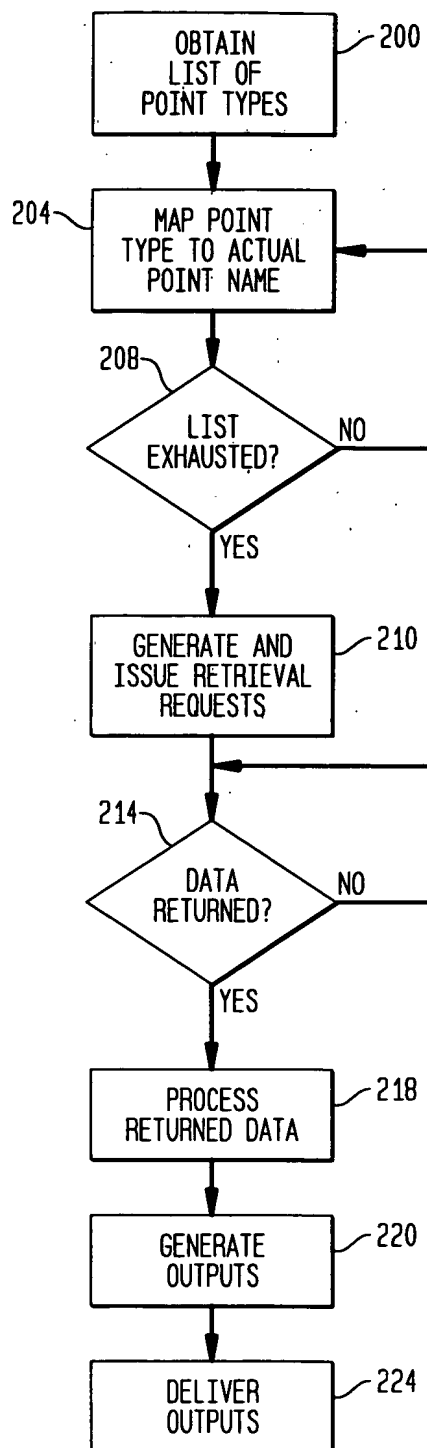 OBTAIN
LIST OF
POINT TYPES
200
204
MAP POINT
TYPE TO ACTUAL
POINT NAME
208
LIST
EXHAUSTED?
NO
YES
GENERATE AND
ISSUE RETRIEVAL
REQUESTS
210
214
DATA
RETURNED?
NO
YES
PROCESS
RETURNED DATA
218
GENERATE
OUTPUTS
220
DELIVER
OUTPUTS
224